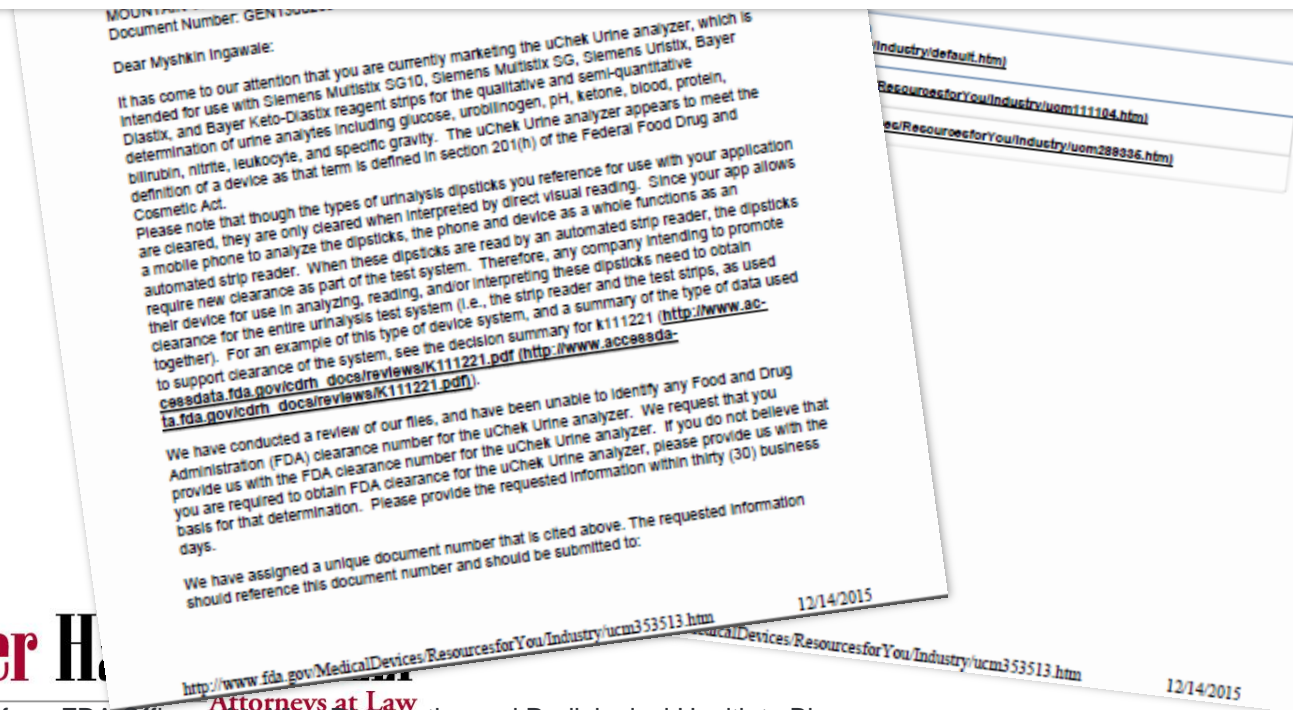 MOUNTAIN
Document Number: GEN
Dear Myshkin Ingawale:
It has come to our attention that you are currently marketing the uChek Urine analyzer, which is
intended for use with Siemens Multistix SG10, Siemens Multistix SG, Siemens Uristix, Bayer
Diastix, and Bayer Keto-Diastix reagent strips for the qualitative and semi-quantitative
determination of urine analytes including glucose, urobilinogen, pH, ketone, blood, protein,
bilirubin, nitrite, leukocyte, and specific gravity. The uChek Urine analyzer appears to meet the
definition of a device as that term is defined in section 201(h) of the Federal Food Drug and
Cosmetic Act.
Please note that though the types of urinalysis dipsticks you reference for use with your application
are cleared, they are only cleared when interpreted by direct visual reading. Since your app allows
a mobile phone to analyze the dipsticks, the phone and device as a whole functions as an
automated strip reader. When these dipsticks are read by an automated strip reader, the dipsticks
require new clearance as part of the test system. Therefore, any company intending to promote
their device for use in analyzing, reading, and/or interpreting these dipsticks need to obtain
clearance for the entire urinalysis test system (i.e., the strip reader and the test strips, as used
together). For an example of this type of device system, and a summary of the type of data used
to support clearance of the system, see the decision summary for k111221 (http://www.ac-
cessdata.fda.gov/cdrh_docs/reviews/K111221.pdf (http://www.accessda-
ta.fda.gov/cdrh_docs/reviews/K111221.pdf)).
We have conducted a review of our files, and have been unable to identify any Food and Drug
Administration (FDA) clearance number for the uChek Urine analyzer. We request that you
provide us with the FDA clearance number for the uChek Urine analyzer. If you do not believe that
you are required to obtain FDA clearance for the uChek Urine analyzer, please provide us with the
basis for that determination. Please provide the requested information within thirty (30) business
days.
We have assigned a unique document number that is cited above. The requested information
should reference this document number and should be submitted to:
http://www.fda.gov/MedicalDevices/ResourcesforYou/Industry/ucm353513.htm 12/14/2015
/Industry/default.htm)
ResourcesforYou/Industry/ucm111104.htm)
es/ResourcesforYou/Industry/ucm289335.htm)
edicalDevices/ResourcesforYou/Industry/ucm353513.htm 12/14/2015
er
Attorneys at Law
and Radiological Health to